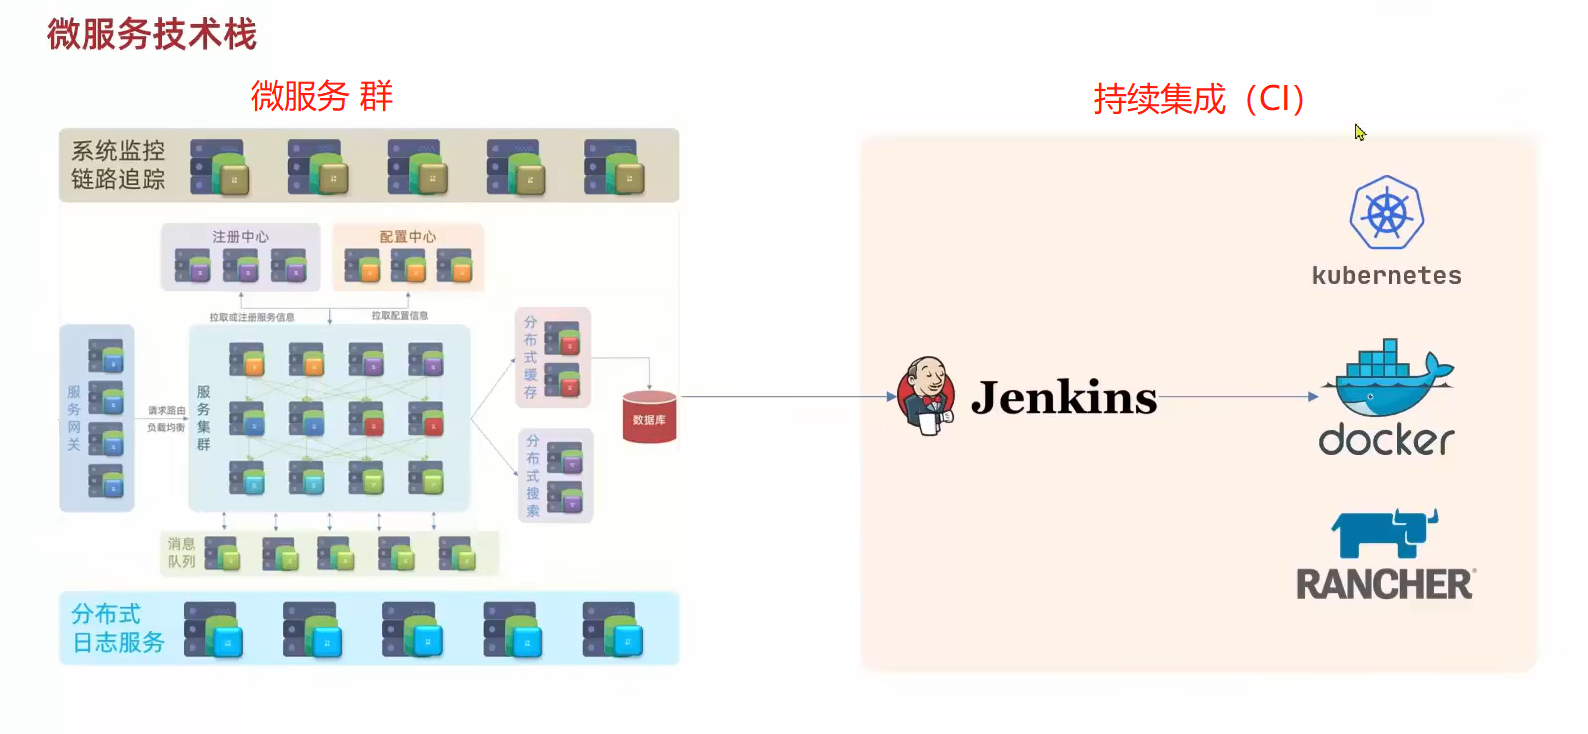 微服务技术栈
微服务 群
持续集成（CI）
系统监控
链路追踪
注册中心
配置中心
拉取或注册服务信息
拉取配置信息
服务网关
请求路由
负载均衡
服务集群
分布式缓存
分布式搜索
数据库
消息
队列
分布式
日志服务
Jenkins
kubernetes
docker
RANCHER®